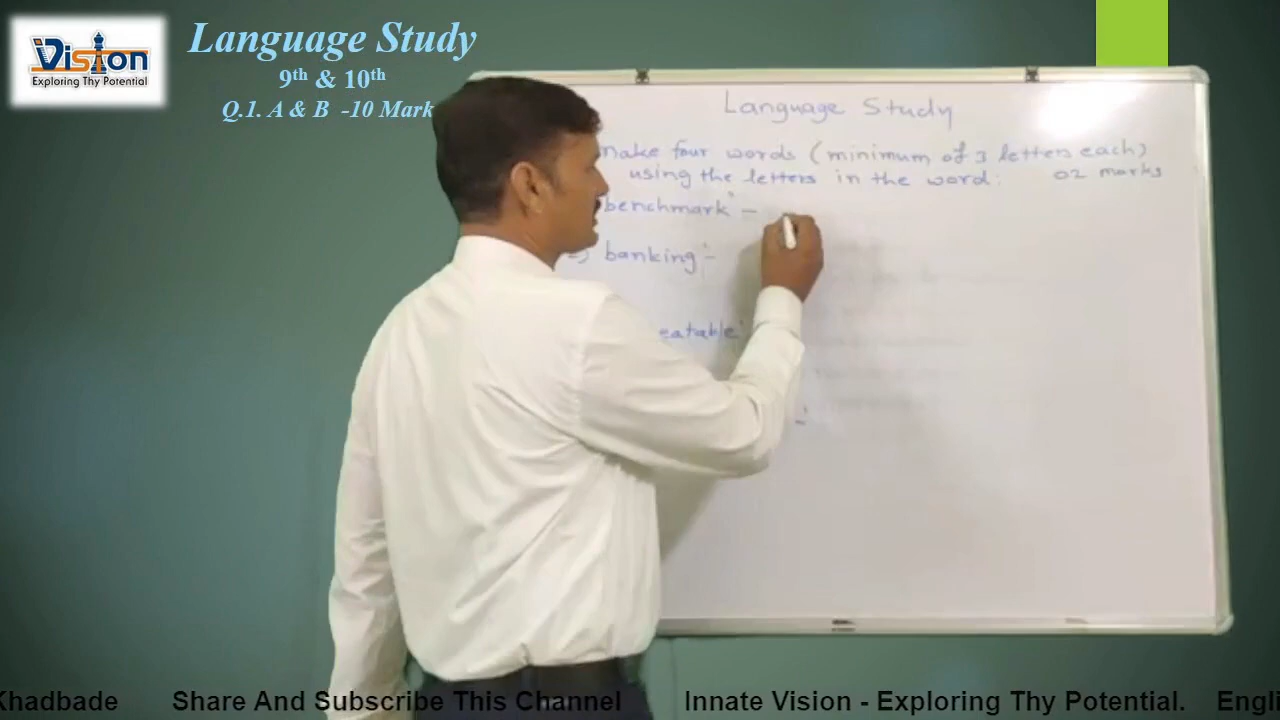 Vision
Exploring Thy Potential
Language Study
9th & 10th
Q.1. A & B -10 Mark
Language Study
make four words (minimum of 3 letters each)
using the letters in the word: 02 marks
benchmark' -
banking:-
eatable:
Khadbade Share And Subscribe This Channel Innate Vision - Exploring Thy Potential. Engli